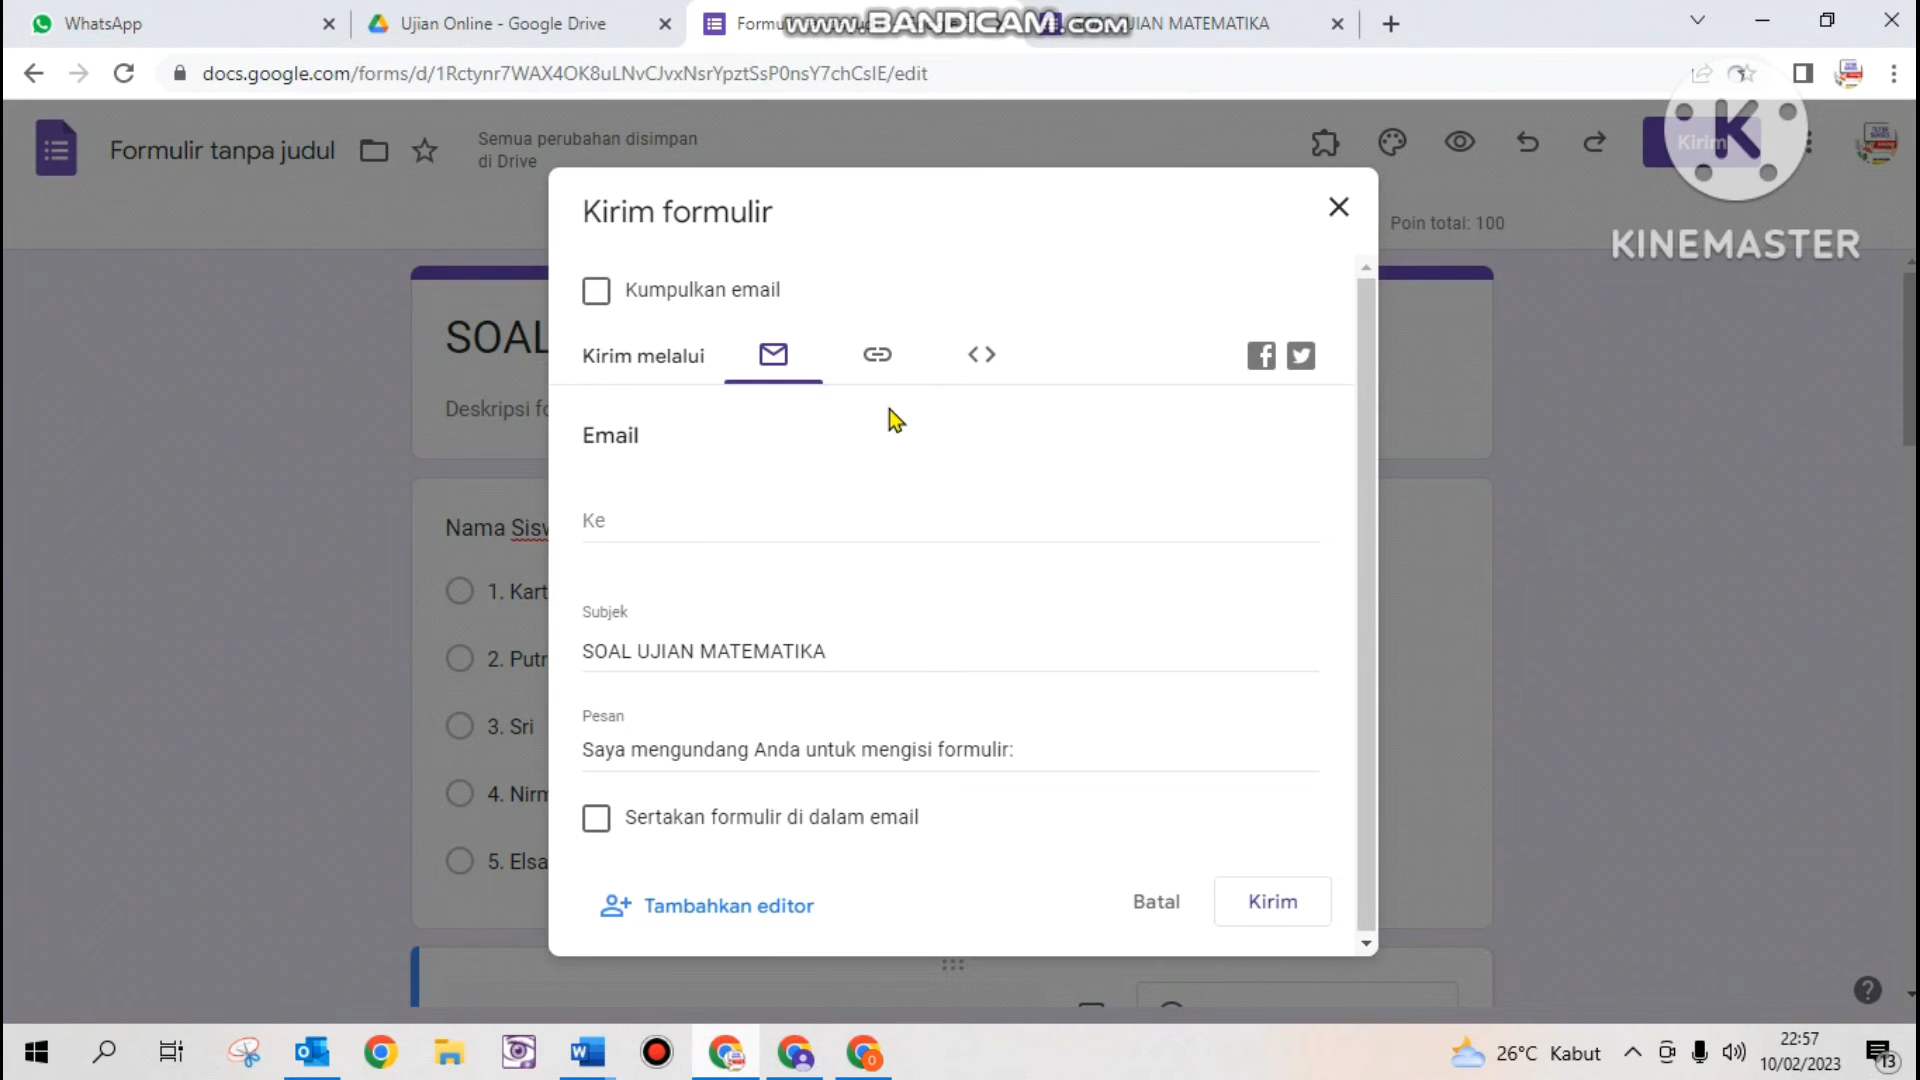 WhatsApp
Ujian Online - Google Drive
Formu
www.BANDICAM.com
UJIAN MATEMATIKA
docs.google.com/forms/d/1Rctynr7WAX4OK8uLNvCJvxNsrYpztSsP0nsY7chCsIE/edit
Formulir tanpa judul
Semua perubahan disimpan
di Drive
Kirim
K
KINEMASTER
Poin total: 100
Kirim formulir
Kumpulkan email
Kirim melalui
Email
Ke
Subjek
SOAL UJIAN MATEMATIKA
Pesan
Saya mengundang Anda untuk mengisi formulir:
Sertakan formulir di dalam email
Tambahkan editor
Batal
Kirim
SOAL
Deskripsi fo
Nama Sisw
1. Kart
2. Putr
3. Sri
4. Nirm
5. Elsa
26°C Kabut
22:57
10/02/2023
13